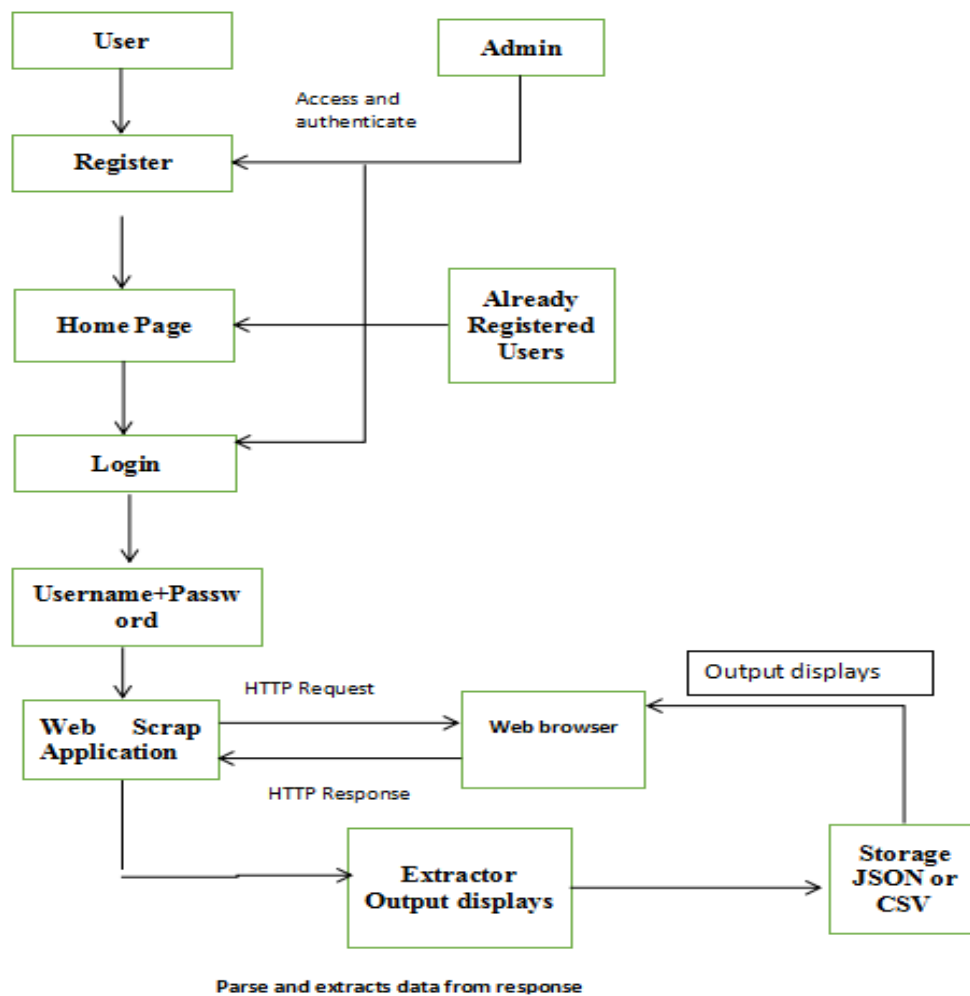 User
Admin
Access and
authenticate
Register
Already
Registered
Users
Home Page
Login
Username+Passw
ord
Output displays
HTTP Request
Web Scrap
Application
Web browser
HTTP Response
Extractor
Output displays
Storage
JSON or
CSV
Parse and extracts data from response